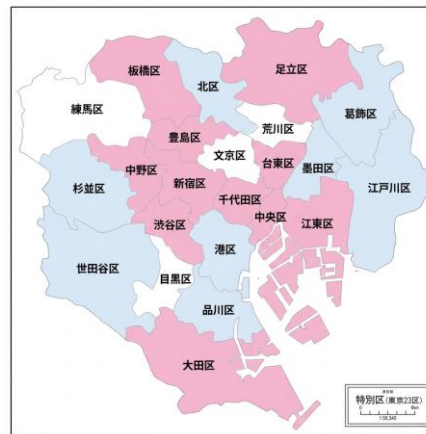 足立区
板橋区
北区
練馬区
葛飾区
荒川区
豊島区
文京区
台東区
墨田区
中野区
杉並区
新宿区
江戸川区
千代田区
中央区
江東区
渋谷区
港区
世田谷区
目黒区
品川区
大田区
特別区(東京23区)